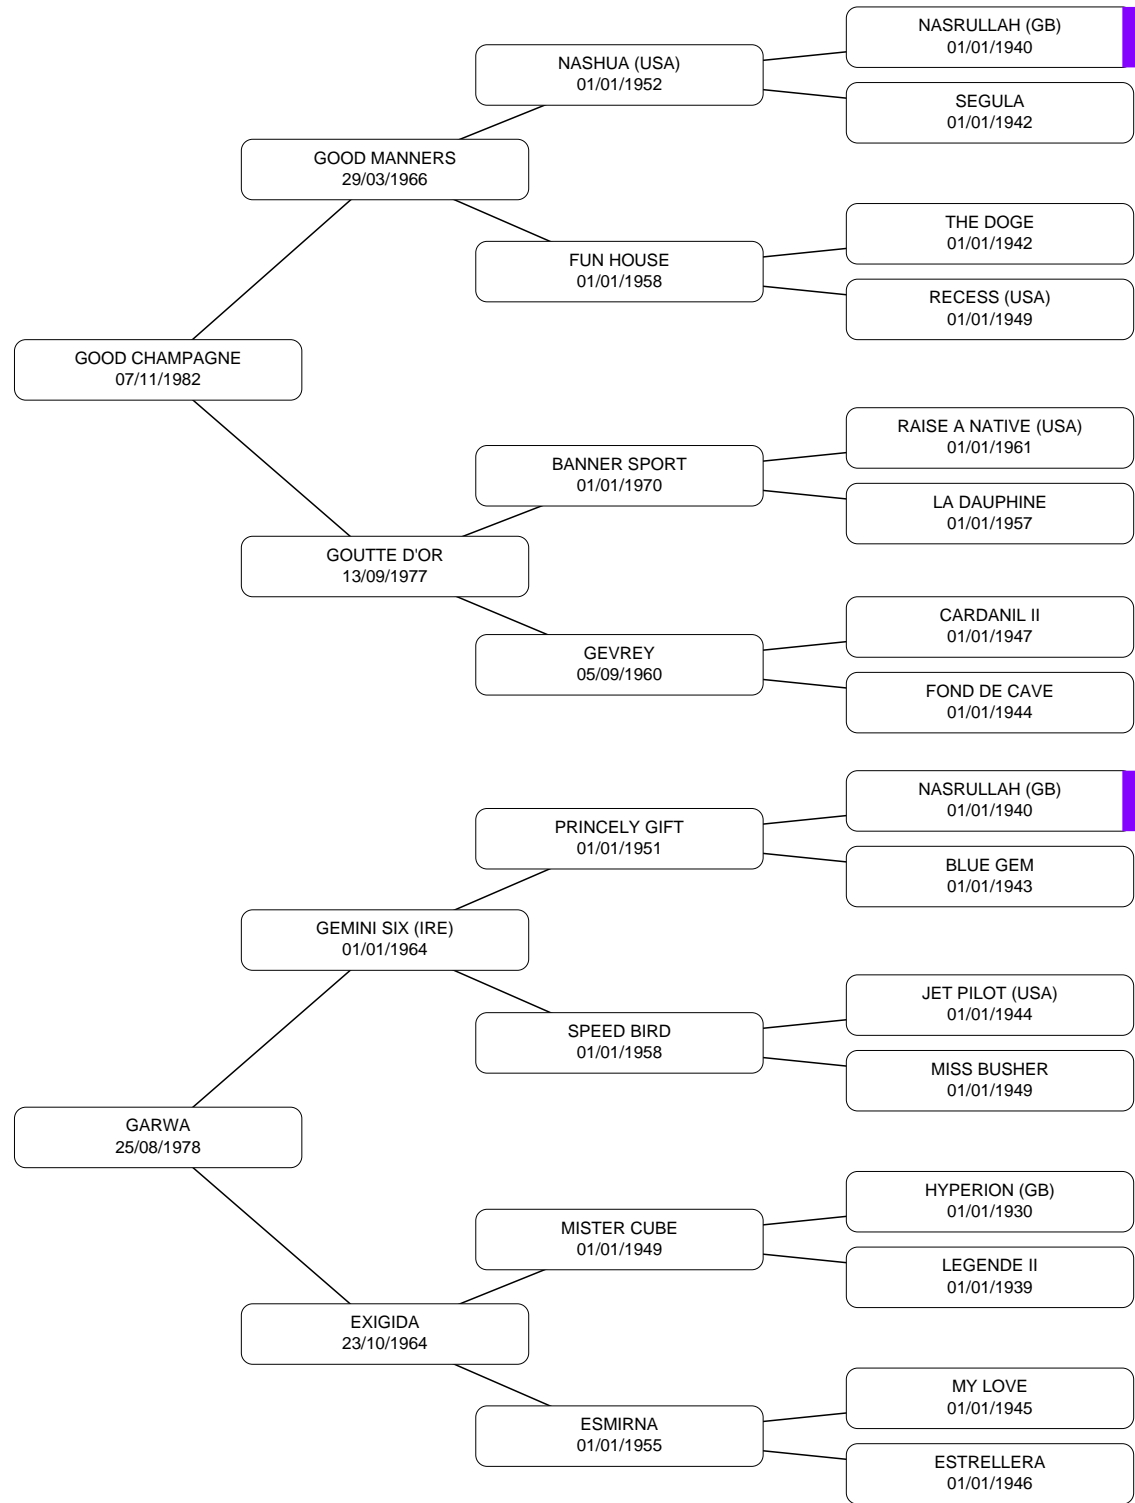 NASRULLAH (GB)
01/01/1940
NASHUA (USA)
01/01/1952
SEGULA
01/01/1942
GOOD MANNERS
29/03/1966
THE DOGE
01/01/1942
FUN HOUSE
01/01/1958
RECESS (USA)
01/01/1949
GOOD CHAMPAGNE
07/11/1982
RAISE A NATIVE (USA)
01/01/1961
BANNER SPORT
01/01/1970
LA DAUPHINE
01/01/1957
GOUTTE D'OR
13/09/1977
CARDANIL II
01/01/1947
GEVREY
05/09/1960
FOND DE CAVE
01/01/1944
NASRULLAH (GB)
01/01/1940
PRINCELY GIFT
01/01/1951
BLUE GEM
01/01/1943
GEMINI SIX (IRE)
01/01/1964
JET PILOT (USA)
01/01/1944
SPEED BIRD
01/01/1958
MISS BUSHER
01/01/1949
GARWA
25/08/1978
HYPERION (GB)
01/01/1930
MISTER CUBE
01/01/1949
LEGENDE II
01/01/1939
EXIGIDA
23/10/1964
MY LOVE
01/01/1945
ESMIRNA
01/01/1955
ESTRELLERA
01/01/1946